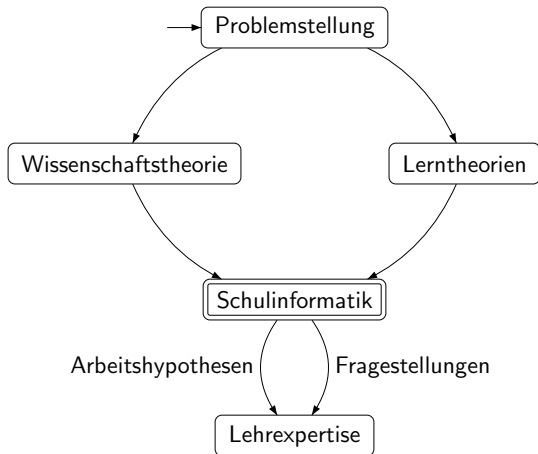 Problemstellung
Wissenschaftstheorie
Lerntheorien
Schulinformatik
Arbeitshypothesen
Fragestellungen
Lehrexpertise